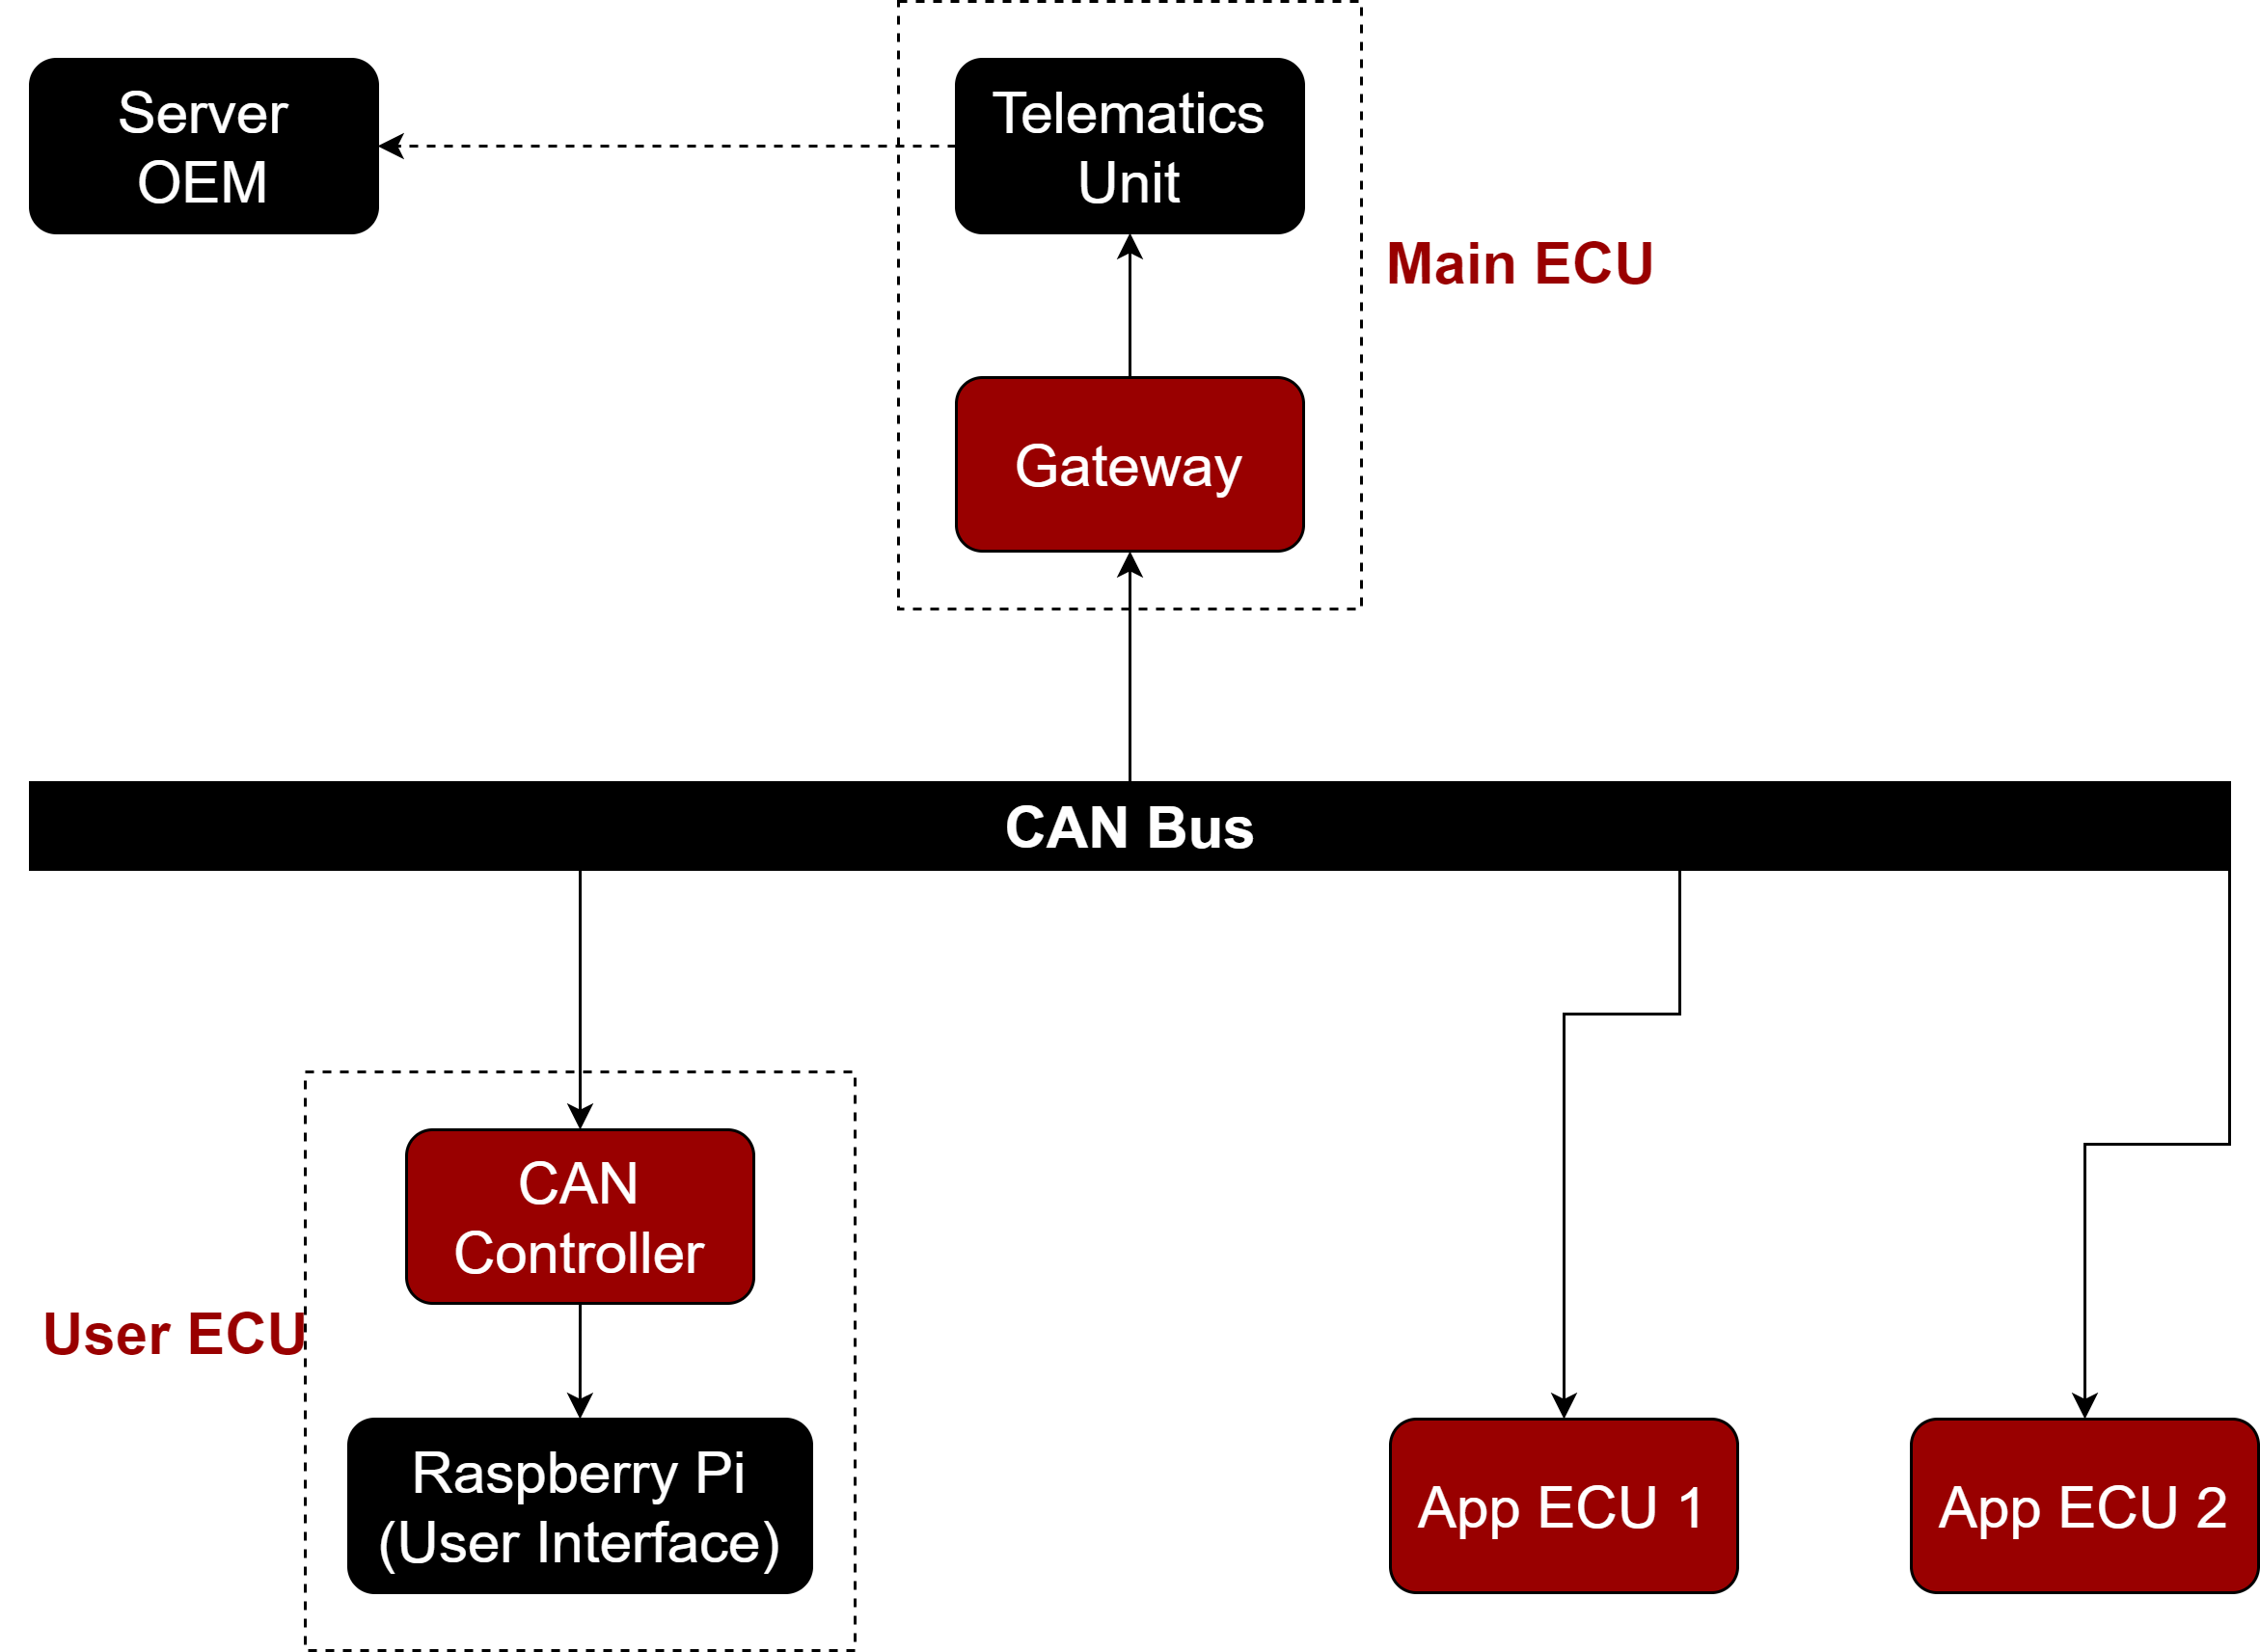 Server
OEM
Telematics
Unit
Main ECU
Gateway
CAN Bus
CAN
Controller
User ECU
Raspberry Pi
(User Interface)
App ECU 1
App ECU 2